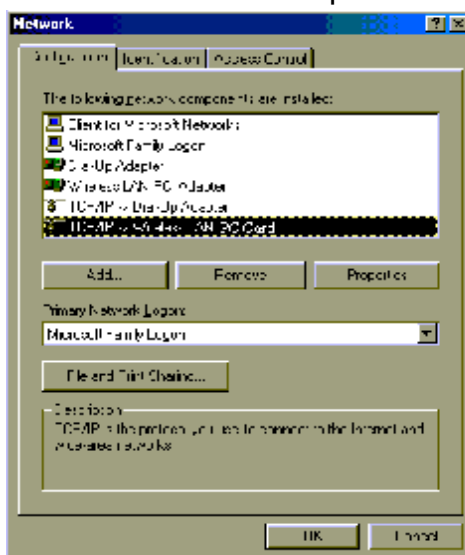 Network
Configuration Identification Access Control
The following network components are installed:
Client for Microsoft Networks
Microsoft Family Logon
Dial-Up Adapter
Wireless LAN PC Adapter
TCP/IP -> Dial-Up Adapter
TCP/IP -> Wireless LAN PC Card
Add... Remove Properties
Primary Network Logon:
Microsoft Family Logon
File and Print Sharing...
Description
TCP/IP is the protocol you use to connect to the Internet and
wide-area networks.
OK Cancel